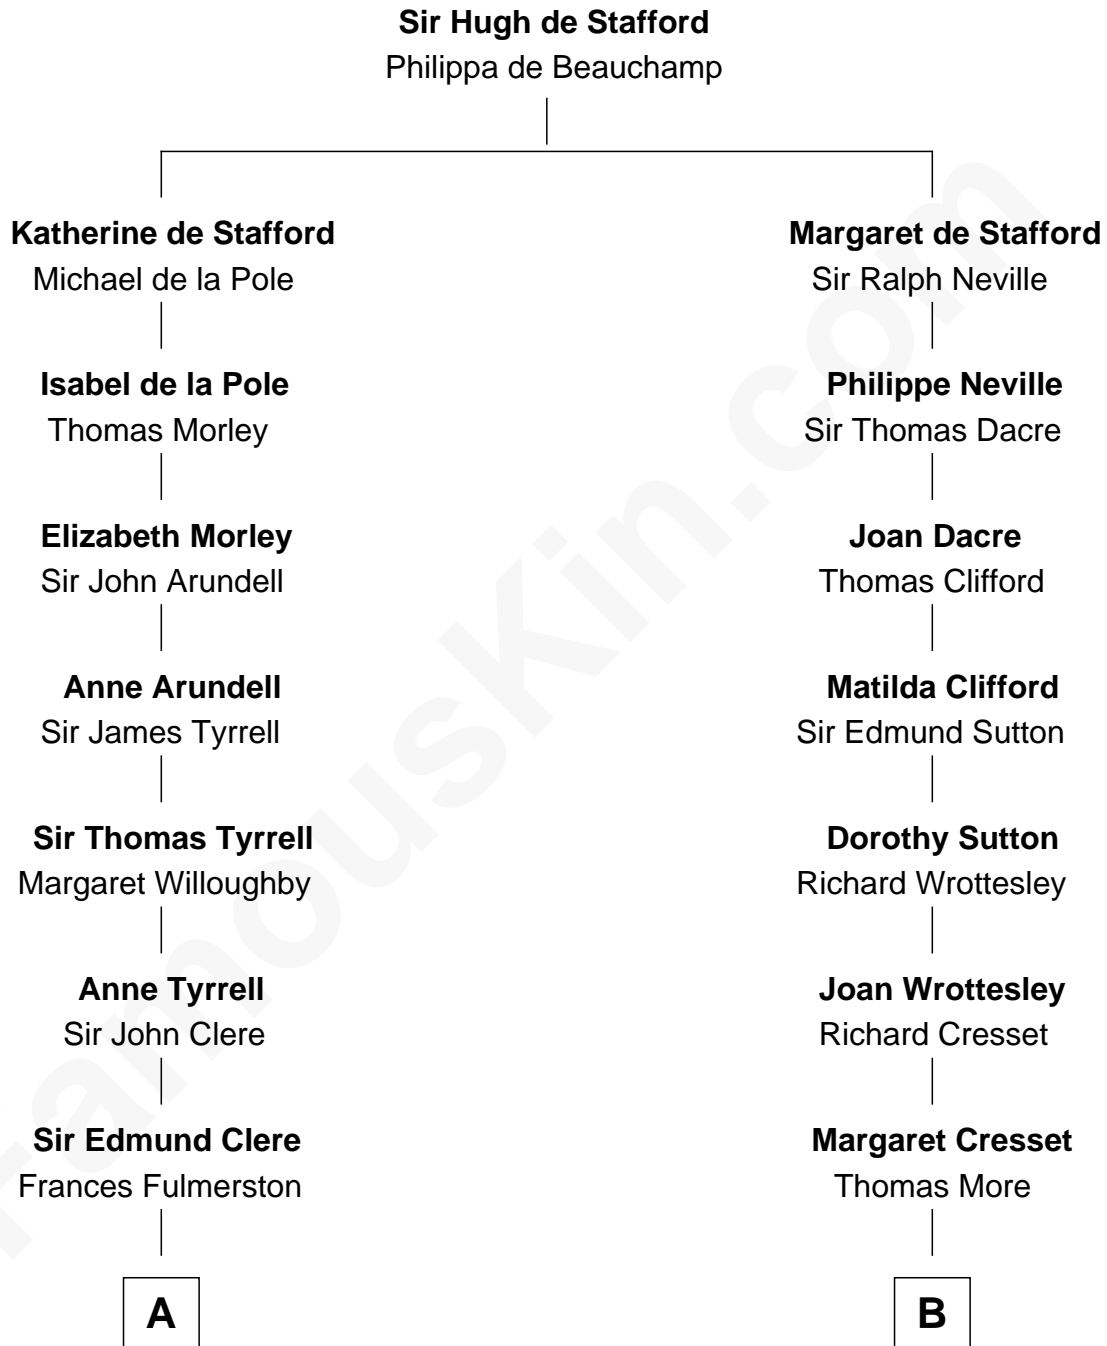 Sir Hugh de Stafford
Philippa de Beauchamp
Katherine de Stafford
Michael de la Pole
Margaret de Stafford
Sir Ralph Neville
Isabel de la Pole
Thomas Morley
Philippe Neville
Sir Thomas Dacre
Elizabeth Morley
Sir John Arundell
Joan Dacre
Thomas Clifford
Anne Arundell
Sir James Tyrrell
Matilda Clifford
Sir Edmund Sutton
Sir Thomas Tyrrell
Margaret Willoughby
Dorothy Sutton
Richard Wrottesley
Anne Tyrrell
Sir John Clere
Joan Wrottesley
Richard Cresset
Sir Edmund Clere
Frances Fulmerston
Margaret Cresset
Thomas More
A
B
FamousKin.com